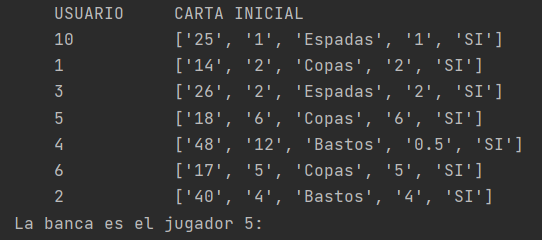 USUARIO     CARTA INICIAL
10          ['25', '1', 'Espadas', '1', 'SI']
1           ['14', '2', 'Copas', '2', 'SI']
3           ['26', '2', 'Espadas', '2', 'SI']
5           ['18', '6', 'Copas', '6', 'SI']
4           ['48', '12', 'Bastos', '0.5', 'SI']
6           ['17', '5', 'Copas', '5', 'SI']
2           ['40', '4', 'Bastos', '4', 'SI']
La banca es el jugador 5: